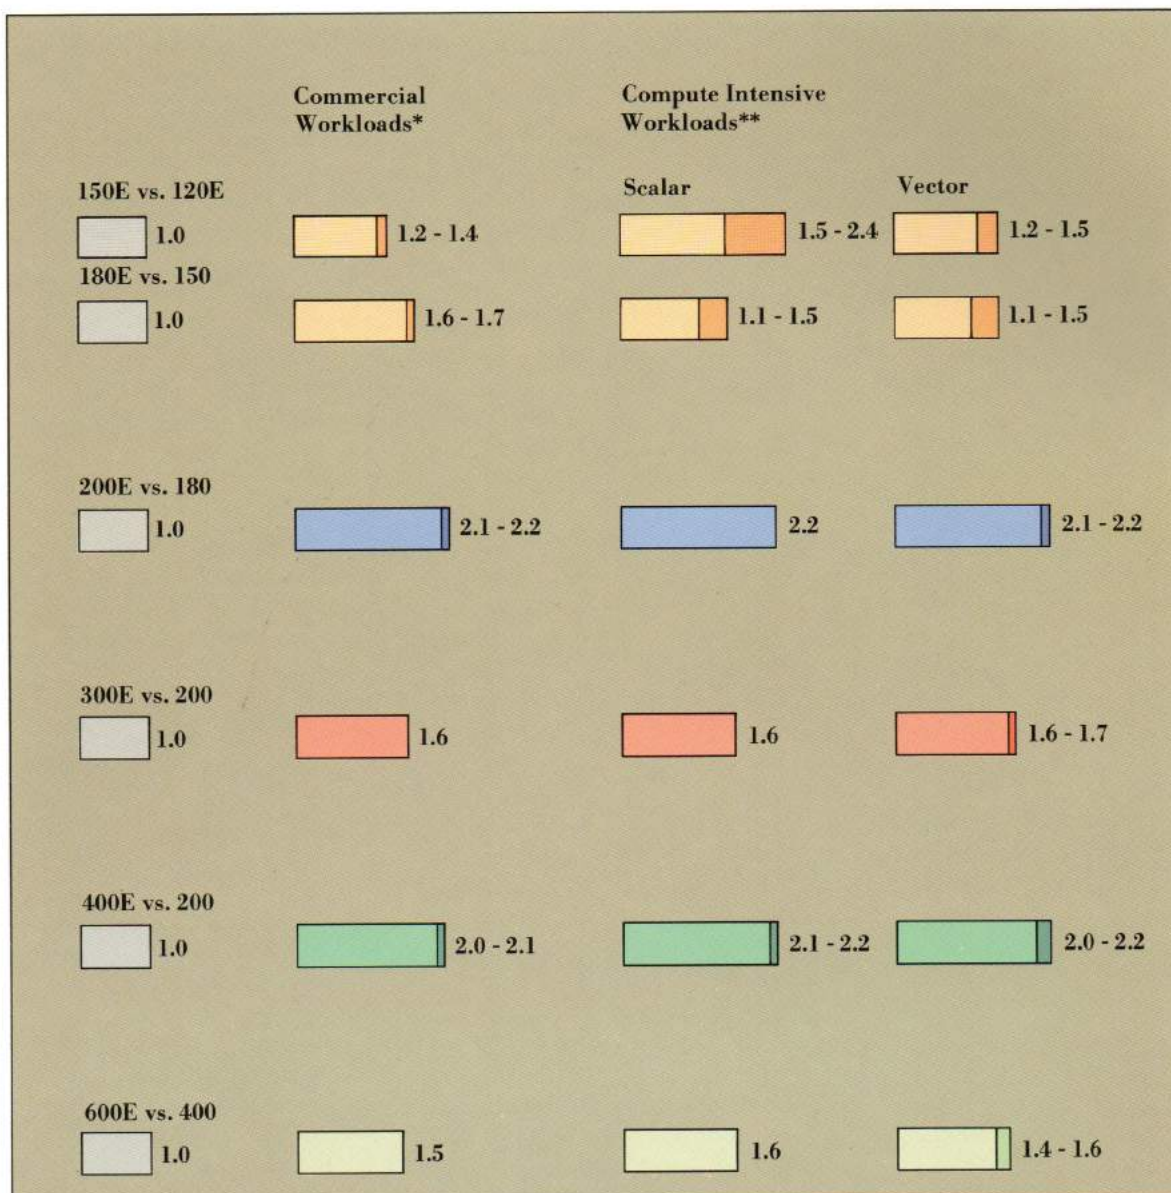 Commercial
Workloads*
Compute Intensive
Workloads**
Scalar
Vector
150E vs. 120E
1.0 1.2 - 1.4 1.5 - 2.4 1.2 - 1.5
180E vs. 150
1.0 1.6 - 1.7 1.1 - 1.5 1.1 - 1.5
200E vs. 180
1.0 2.1 - 2.2 2.2 2.1 - 2.2
300E vs. 200
1.0 1.6 1.6 1.6 - 1.7
400E vs. 200
1.0 2.0 - 2.1 2.1 - 2.2 2.0 - 2.2
600E vs. 400
1.0 1.5 1.6 1.4 - 1.6